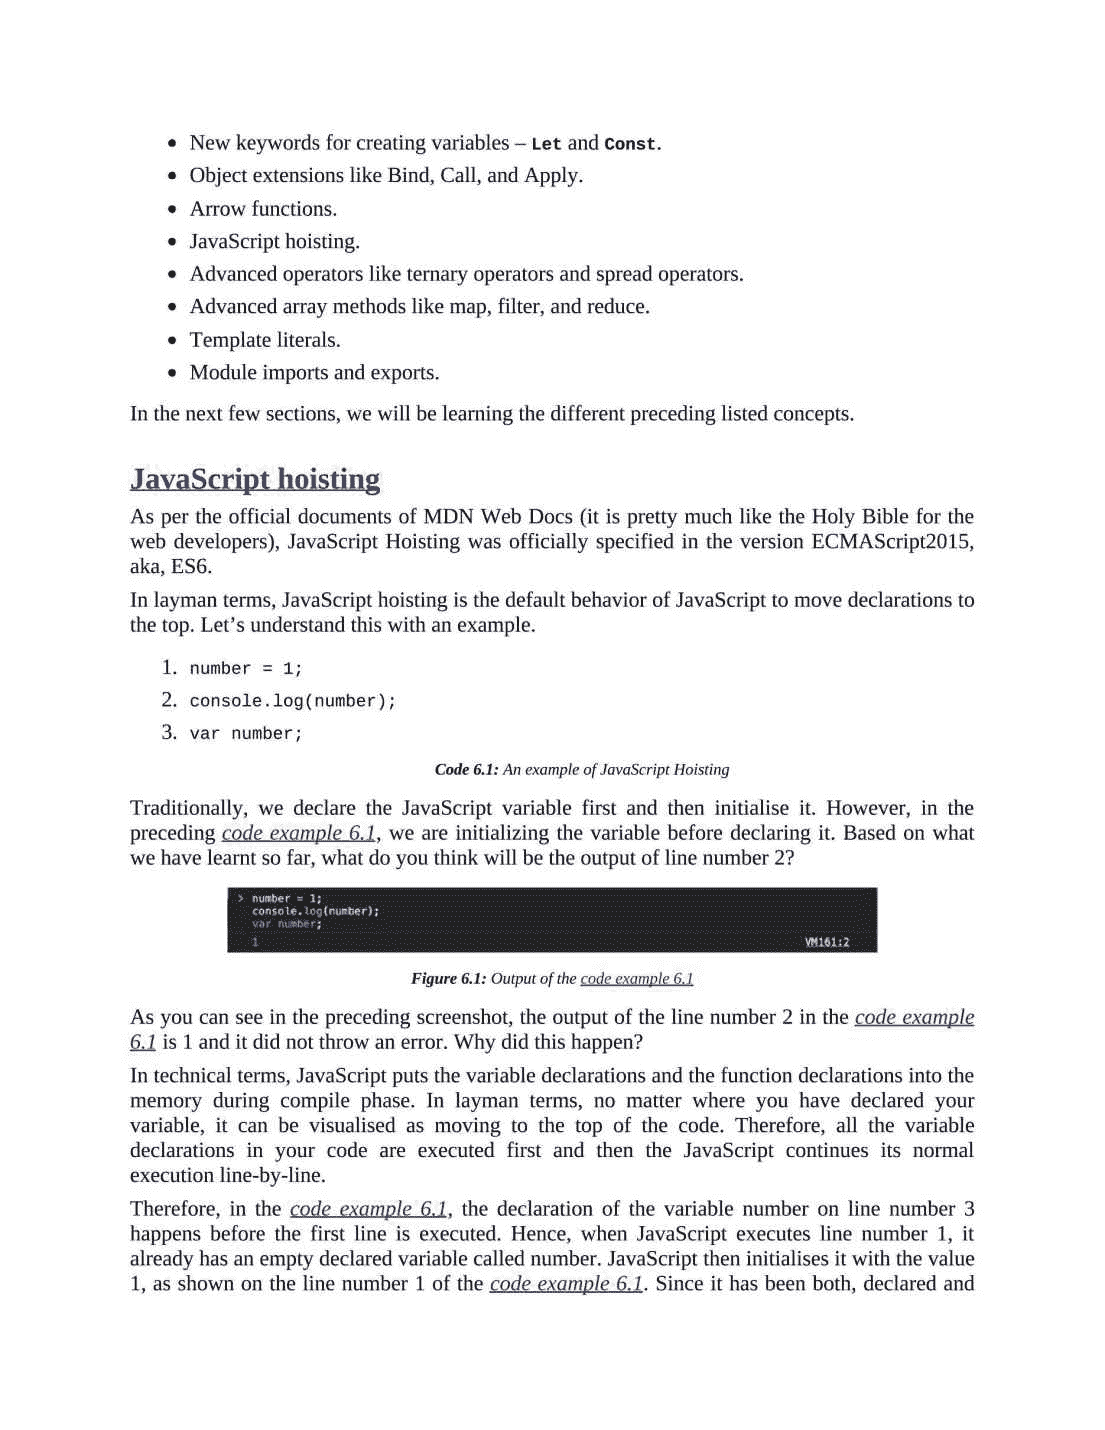 • New keywords for creating variables – Let and Const.
• Object extensions like Bind, Call, and Apply.
• Arrow functions.
• JavaScript hoisting.
• Advanced operators like ternary operators and spread operators.
• Advanced array methods like map, filter, and reduce.
• Template literals.
• Module imports and exports.
In the next few sections, we will be learning the different preceding listed concepts.
JavaScript hoisting
As per the official documents of MDN Web Docs (it is pretty much like the Holy Bible for the
web developers), JavaScript Hoisting was officially specified in the version ECMAScript2015,
aka, ES6.
In layman terms, JavaScript hoisting is the default behavior of JavaScript to move declarations to
the top. Let’s understand this with an example.
1. number = 1;
2. console.log(number);
3. var number;
Code 6.1: An example of JavaScript Hoisting
Traditionally, we declare the JavaScript variable first and then initialise it. However, in the
preceding code example 6.1, we are initializing the variable before declaring it. Based on what
we have learnt so far, what do you think will be the output of line number 2?
> number = 1;
console.log(number);
var number;
1 VM161:2
Figure 6.1: Output of the code example 6.1
As you can see in the preceding screenshot, the output of the line number 2 in the code example
6.1 is 1 and it did not throw an error. Why did this happen?
In technical terms, JavaScript puts the variable declarations and the function declarations into the
memory during compile phase. In layman terms, no matter where you have declared your
variable, it can be visualised as moving to the top of the code. Therefore, all the variable
declarations in your code are executed first and then the JavaScript continues its normal
execution line-by-line.
Therefore, in the code example 6.1, the declaration of the variable number on line number 3
happens before the first line is executed. Hence, when JavaScript executes line number 1, it
already has an empty declared variable called number. JavaScript then initialises it with the value
1, as shown on the line number 1 of the code example 6.1. Since it has been both, declared and